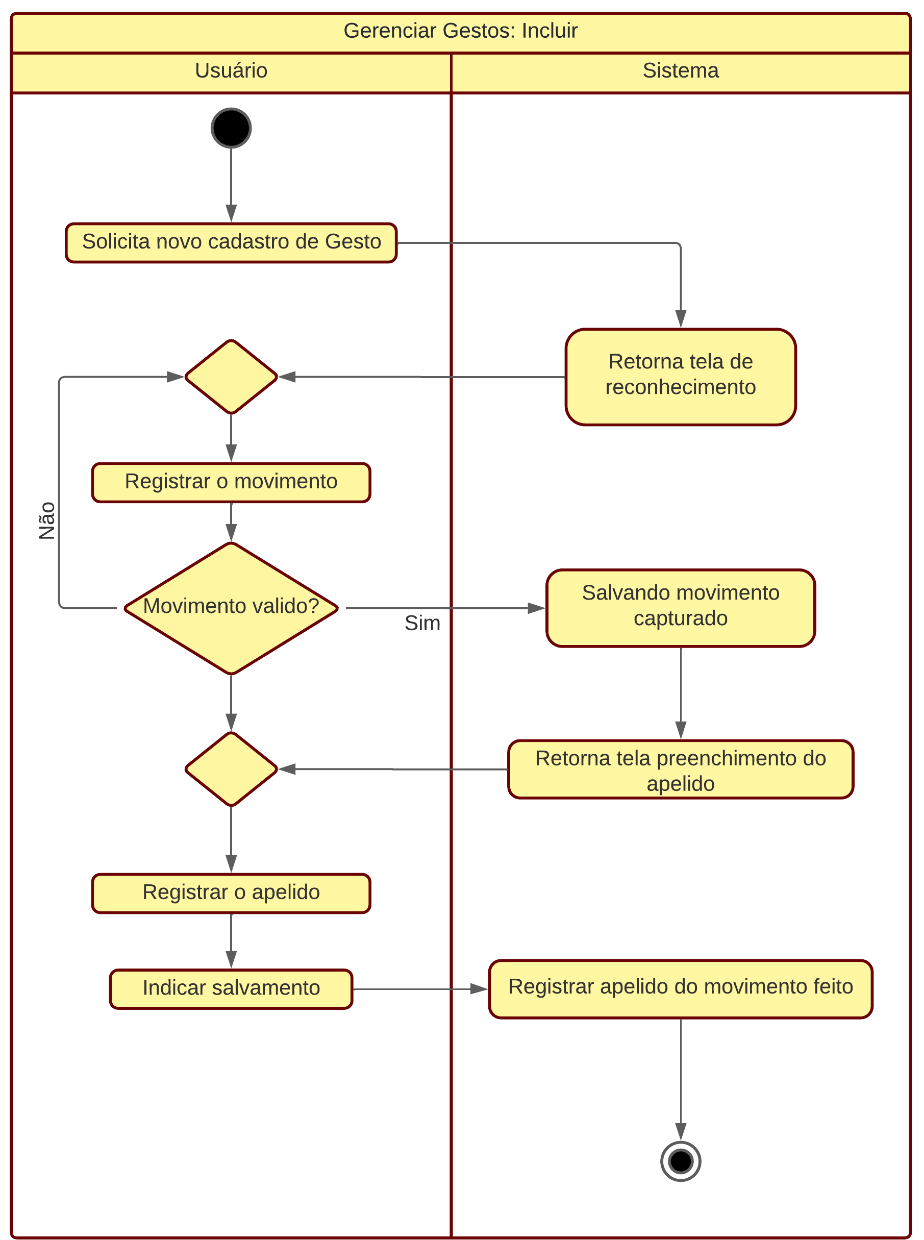 Gerenciar Gestos: Incluir
Usuário
Sistema
Solicita novo cadastro de Gesto
Retorna tela de
reconhecimento
Registrar o movimento
Não
Movimento valido?
Sim
Salvando movimento
capturado
Retorna tela preenchimento do
apelido
Registrar o apelido
Indicar salvamento
Registrar apelido do movimento feito